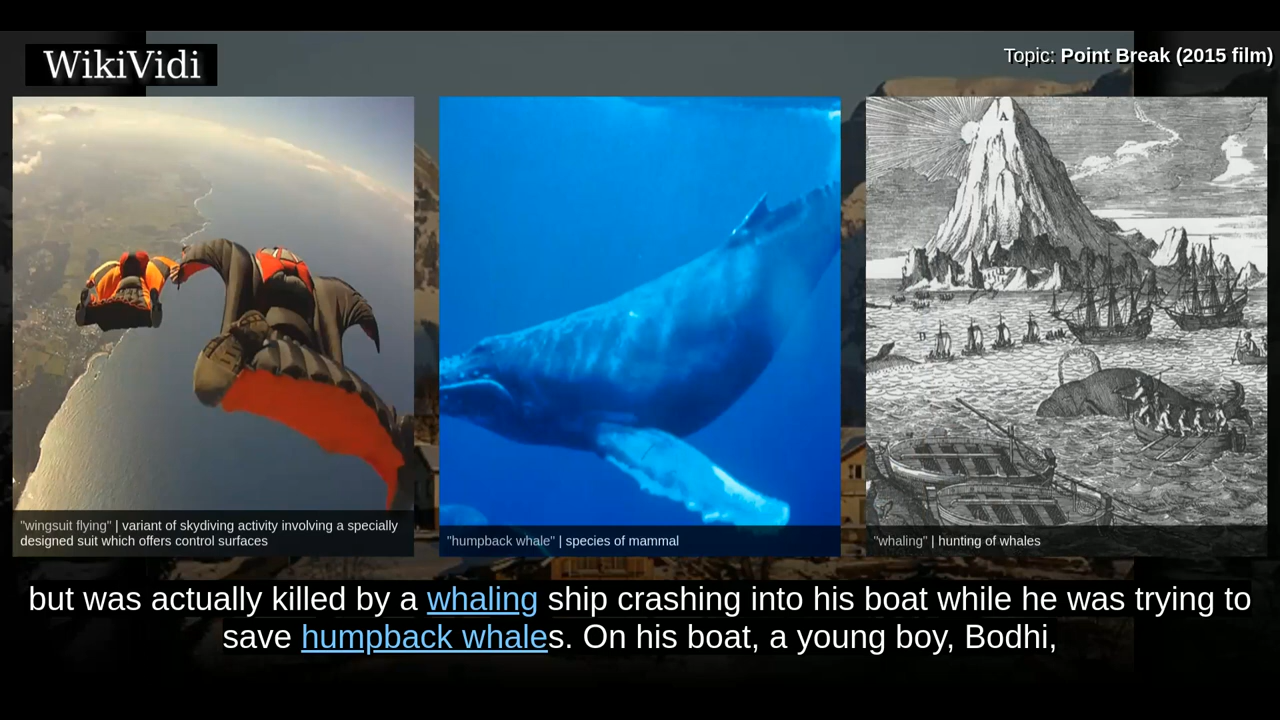 WikiVidi
Topic: Point Break (2015 film)
"wingsuit flying" | variant of skydiving activity involving a specially
designed suit which offers control surfaces
"humpback whale" | species of mammal
"whaling" | hunting of whales
but was actually killed by a whaling ship crashing into his boat while he was trying to
save humpback whales. On his boat, a young boy, Bodhi,